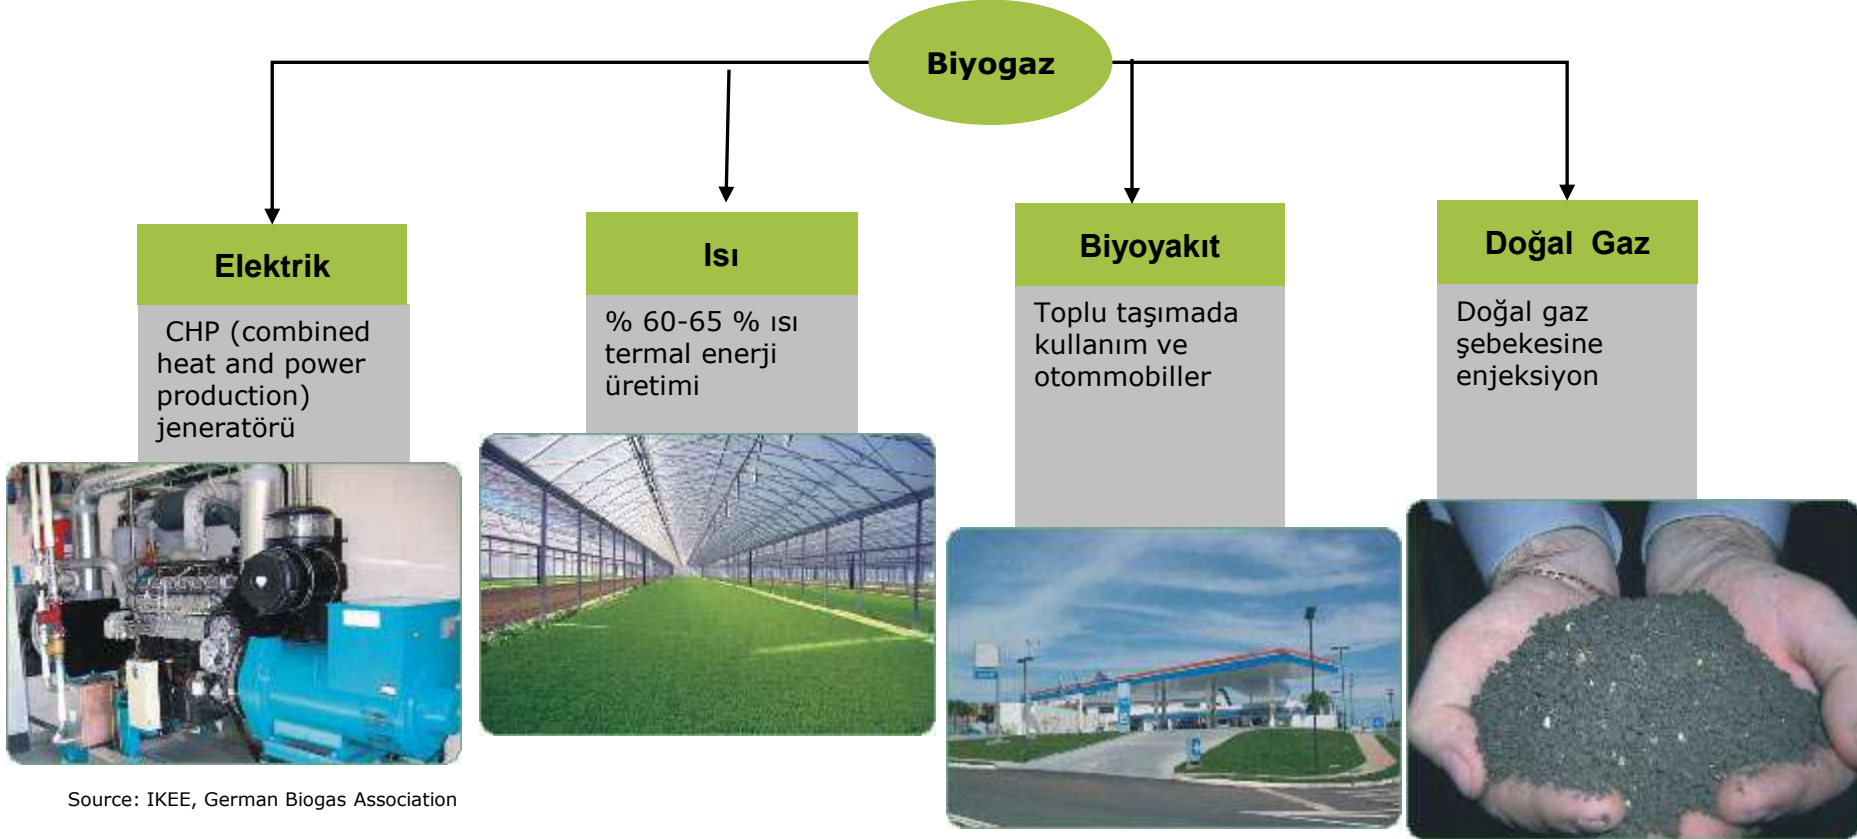 Biyogaz
Elektrik
CHP (combined
heat and power
production)
jeneratörü
Isı
% 60-65 % ısı
termal enerji
üretimi
Biyoyakıt
Toplu taşımada
kullanım ve
otommobiller
Doğal Gaz
Doğal gaz
şebekesine
enjeksiyon
Source: IKEE, German Biogas Association